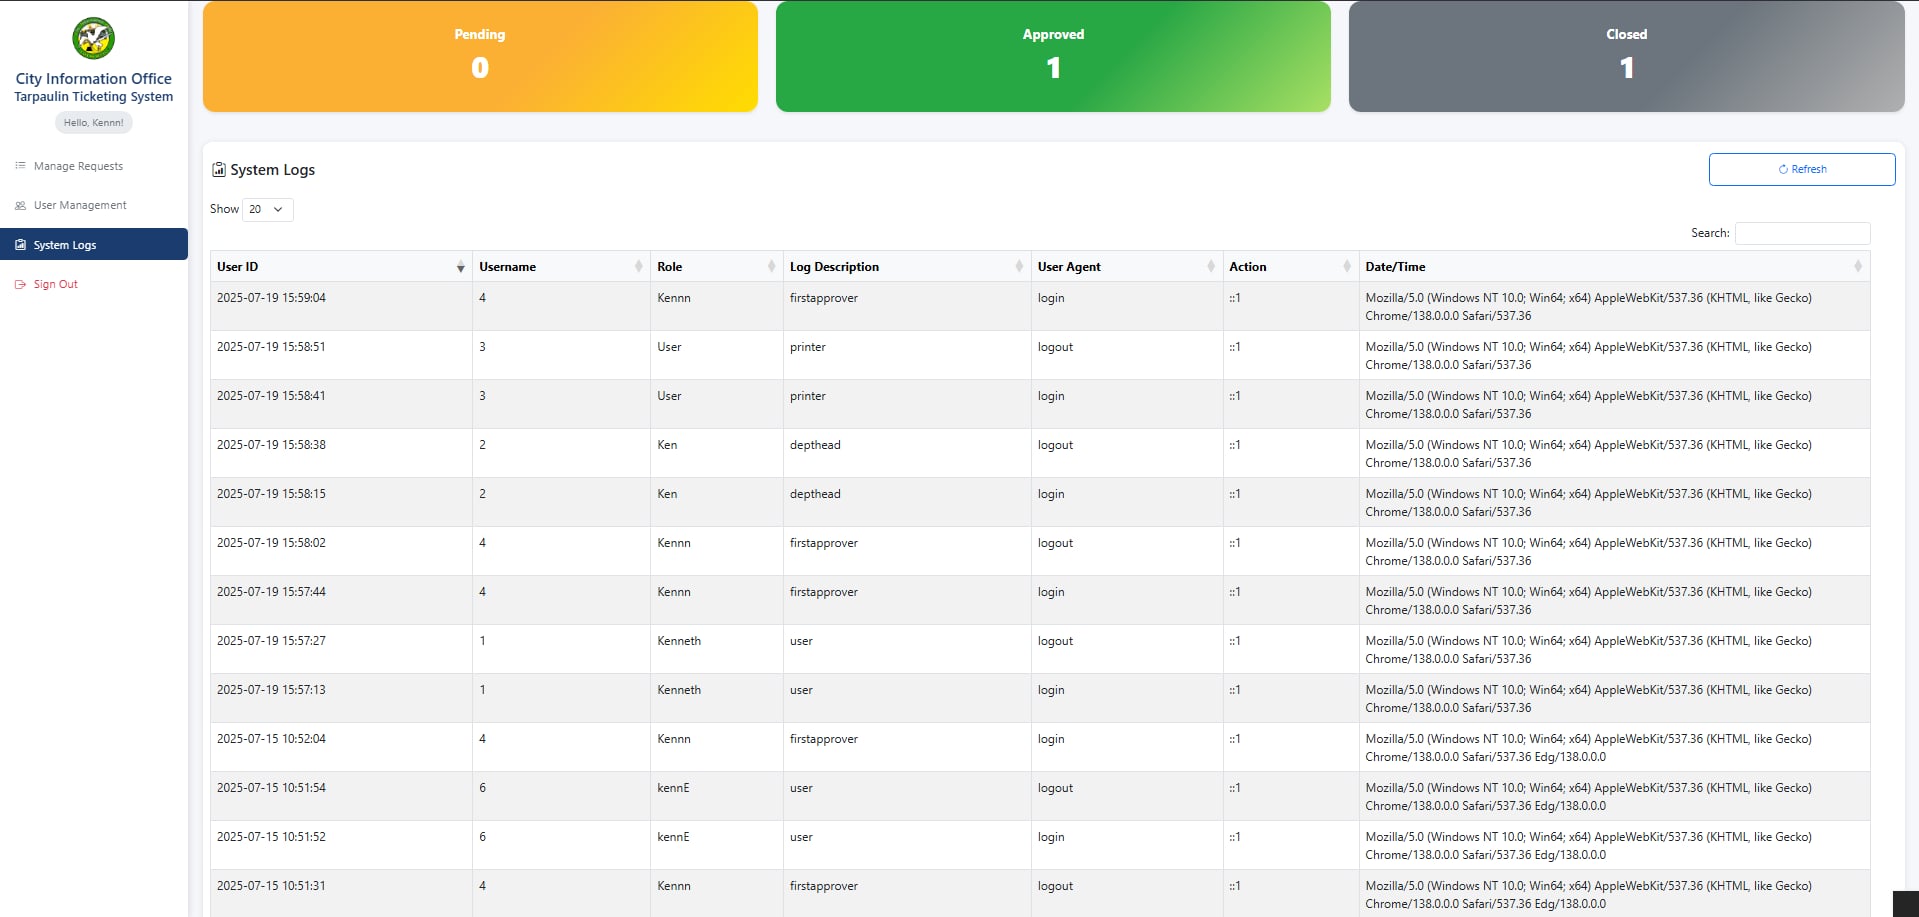 City Information Office
Tarpaulin Ticketing System
Hello, Kennn!
Manage Requests
User Management
System Logs
Sign Out
Pending
0
Approved
1
Closed
1
System Logs
Refresh
Show 20
Search:
User ID Username Role Log Description User Agent Action Date/Time
2025-07-19 15:59:04 4 Kennn firstapprover login ::1 Mozilla/5.0 (Windows NT 10.0; Win64; x64) AppleWebKit/537.36 (KHTML, like Gecko)
Chrome/138.0.0.0 Safari/537.36
2025-07-19 15:58:51 3 User printer logout ::1 Mozilla/5.0 (Windows NT 10.0; Win64; x64) AppleWebKit/537.36 (KHTML, like Gecko)
Chrome/138.0.0.0 Safari/537.36
2025-07-19 15:58:41 3 User printer login ::1 Mozilla/5.0 (Windows NT 10.0; Win64; x64) AppleWebKit/537.36 (KHTML, like Gecko)
Chrome/138.0.0.0 Safari/537.36
2025-07-19 15:58:38 2 Ken depthead logout ::1 Mozilla/5.0 (Windows NT 10.0; Win64; x64) AppleWebKit/537.36 (KHTML, like Gecko)
Chrome/138.0.0.0 Safari/537.36
2025-07-19 15:58:15 2 Ken depthead login ::1 Mozilla/5.0 (Windows NT 10.0; Win64; x64) AppleWebKit/537.36 (KHTML, like Gecko)
Chrome/138.0.0.0 Safari/537.36
2025-07-19 15:58:02 4 Kennn firstapprover logout ::1 Mozilla/5.0 (Windows NT 10.0; Win64; x64) AppleWebKit/537.36 (KHTML, like Gecko)
Chrome/138.0.0.0 Safari/537.36
2025-07-19 15:57:44 4 Kennn firstapprover login ::1 Mozilla/5.0 (Windows NT 10.0; Win64; x64) AppleWebKit/537.36 (KHTML, like Gecko)
Chrome/138.0.0.0 Safari/537.36
2025-07-19 15:57:27 1 Kenneth user logout ::1 Mozilla/5.0 (Windows NT 10.0; Win64; x64) AppleWebKit/537.36 (KHTML, like Gecko)
Chrome/138.0.0.0 Safari/537.36
2025-07-19 15:57:13 1 Kenneth user login ::1 Mozilla/5.0 (Windows NT 10.0; Win64; x64) AppleWebKit/537.36 (KHTML, like Gecko)
Chrome/138.0.0.0 Safari/537.36
2025-07-15 10:52:04 4 Kennn firstapprover login ::1 Mozilla/5.0 (Windows NT 10.0; Win64; x64) AppleWebKit/537.36 (KHTML, like Gecko)
Chrome/138.0.0.0 Safari/537.36 Edg/138.0.0.0
2025-07-15 10:51:54 6 kennE user logout ::1 Mozilla/5.0 (Windows NT 10.0; Win64; x64) AppleWebKit/537.36 (KHTML, like Gecko)
Chrome/138.0.0.0 Safari/537.36 Edg/138.0.0.0
2025-07-15 10:51:52 6 kennE user login ::1 Mozilla/5.0 (Windows NT 10.0; Win64; x64) AppleWebKit/537.36 (KHTML, like Gecko)
Chrome/138.0.0.0 Safari/537.36 Edg/138.0.0.0
2025-07-15 10:51:31 4 Kennn firstapprover logout ::1 Mozilla/5.0 (Windows NT 10.0; Win64; x64) AppleWebKit/537.36 (KHTML, like Gecko)
Chrome/138.0.0.0 Safari/537.36 Edg/138.0.0.0